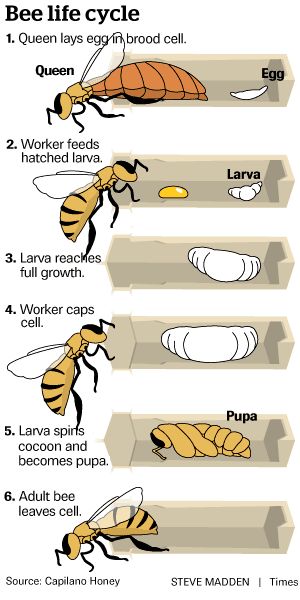 Bee life cycle
1. Queen lays egg in brood cell.
Queen
Egg
2. Worker feeds
hatched larva.
Larva
3. Larva reaches
full growth.
4. Worker caps
cell.
Pupa
5. Larva spins
cocoon and
becomes pupa.
6. Adult bee
leaves cell.
Source: Capilano Honey
STEVE MADDEN | Times